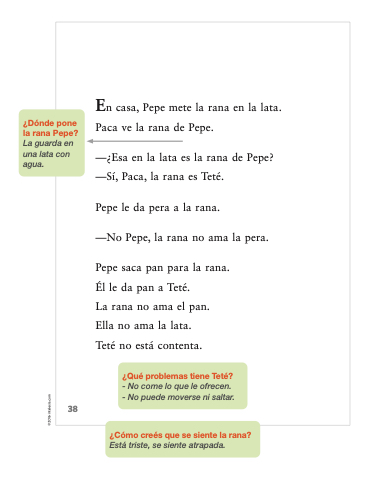 En casa, Pepe mete la rana en la lata.
Paca ve la rana de Pepe.
¿Dónde pone
la rana Pepe?
La guarda en
una lata con
agua.
—¿Esa en la lata es la rana de Pepe?
—Sí, Paca, la rana es Teté.
Pepe le da pera a la rana.
—No Pepe, la rana no ama la pera.
Pepe saca pan para la rana.
Él le da pan a Teté.
La rana no ama el pan.
Ella no ama la lata.
Teté no está contenta.
¿Qué problemas tiene Teté?
- No come lo que le ofrecen.
- No puede moverse ni saltar.
38
¿Cómo creés que se siente la rana?
Está triste, se siente atrapada.